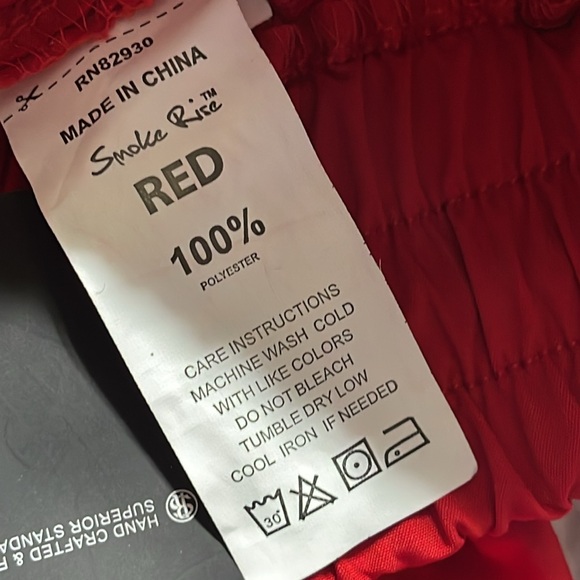 RN82930
MADE IN CHINA
Smoke Rise™
RED
100%
POLYESTER
CARE INSTRUCTIONS
MACHINE WASH COLD
WITH LIKE COLORS
DO NOT BLEACH
TUMBLE DRY LOW
COOL IRON IF NEEDED
30°
HAND CRAFTED &
SUPERIOR